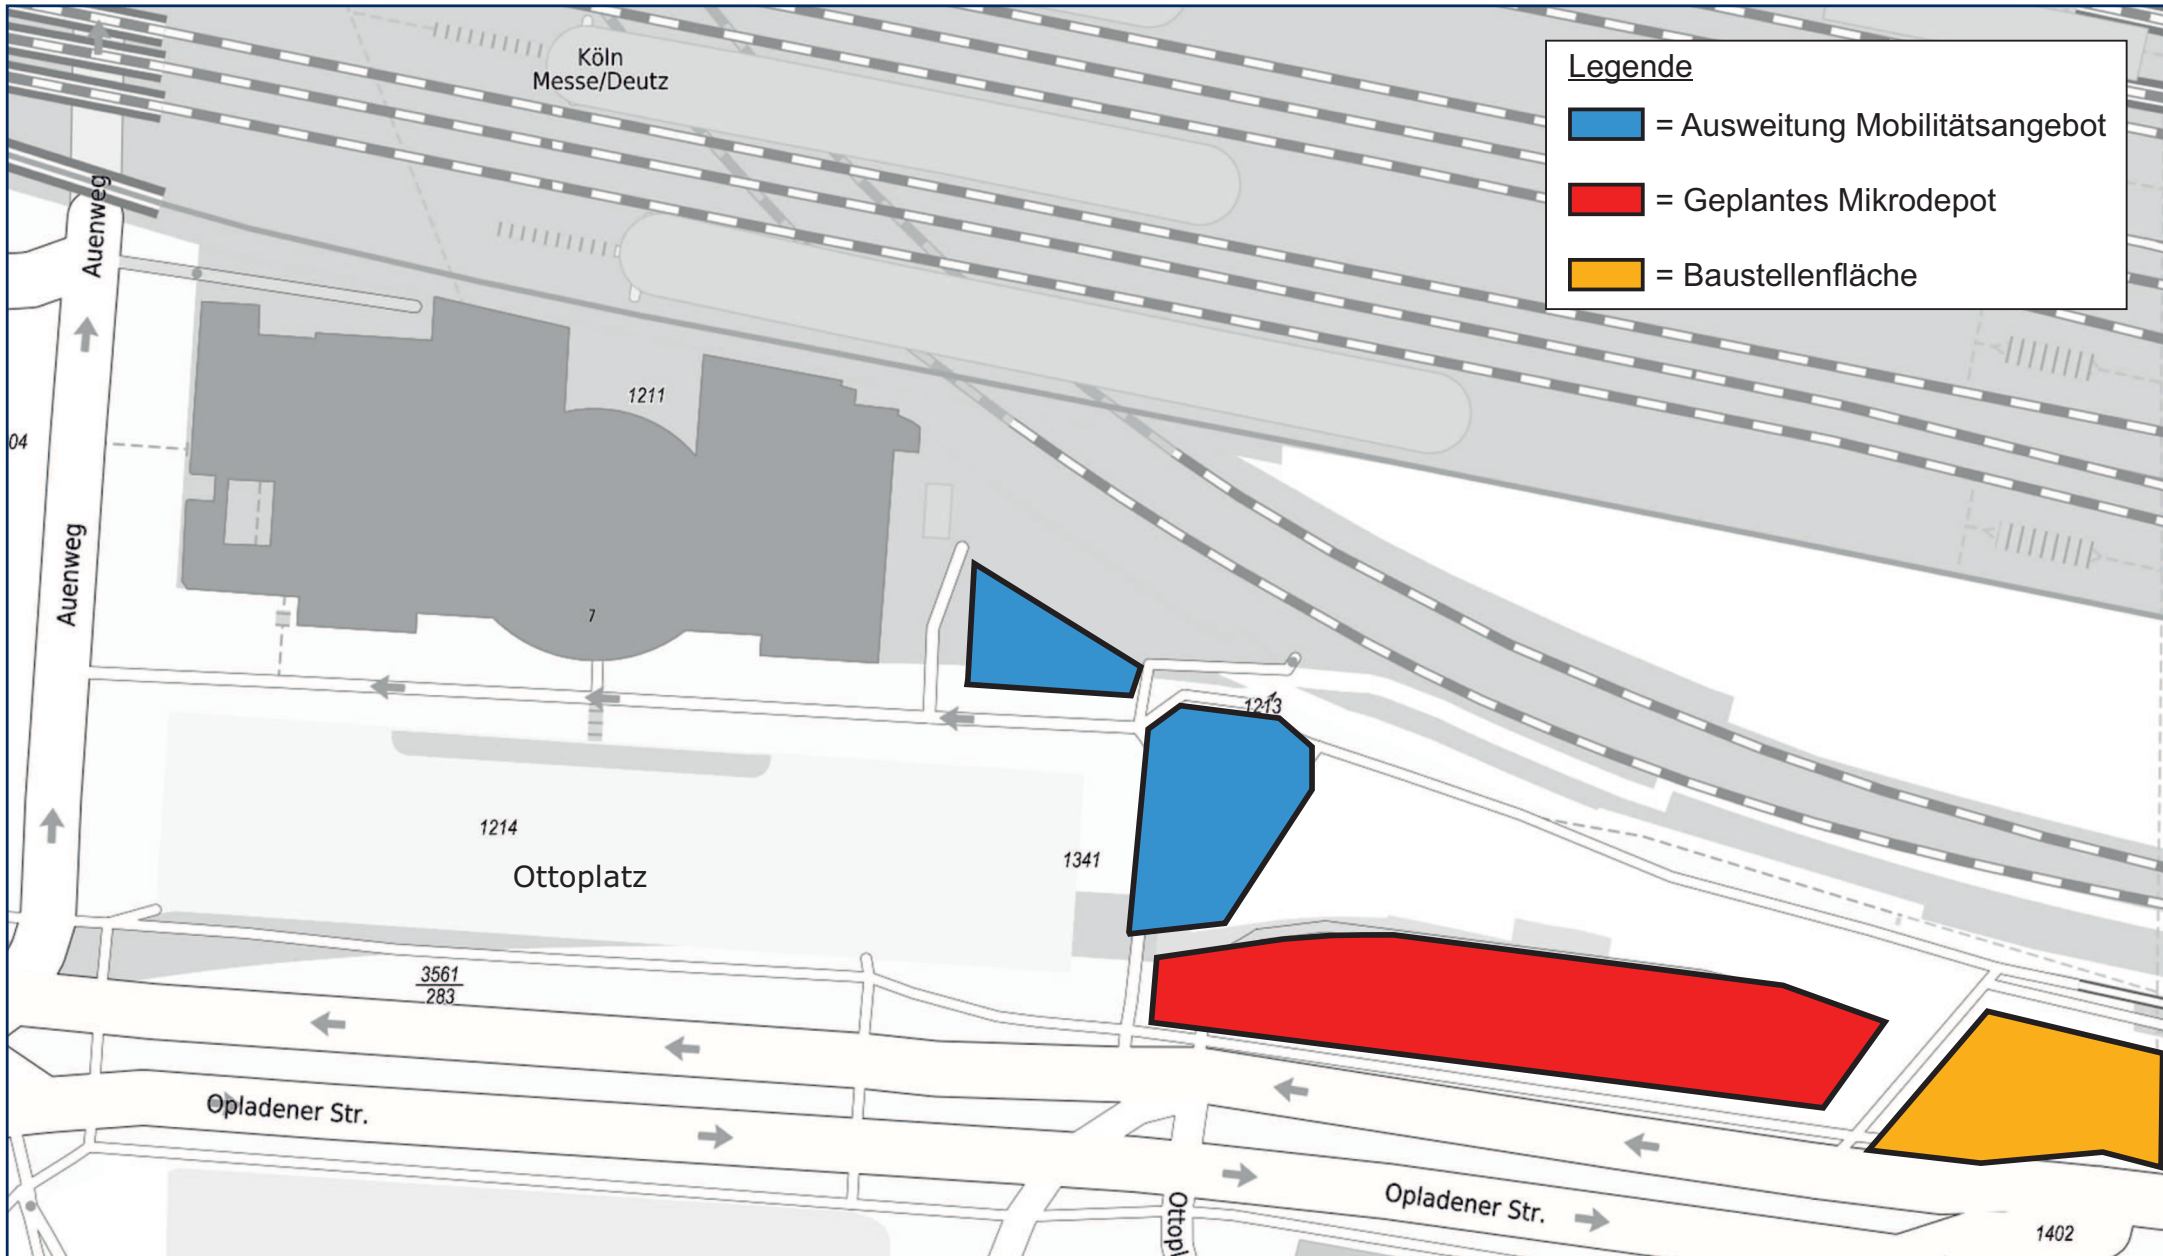 Köln
Messe/Deutz
Legende
= Ausweitung Mobilitätsangebot
= Geplantes Mikrodepot
= Baustellenfläche
Auenweg
1211
04
Auenweg
7
1213
1214
1341
Ottoplatz
3561
283
Opladener Str.
Opladener Str.
Ottopl
1402